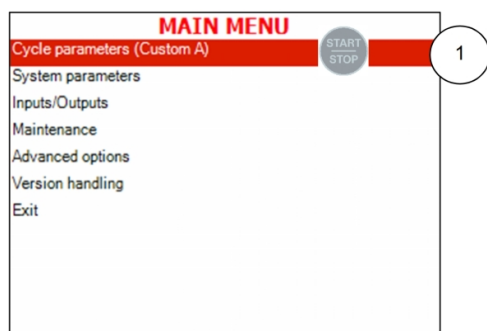 MAIN MENU
Cycle parameters (Custom A)
START
STOP
1
System parameters
Inputs/Outputs
Maintenance
Advanced options
Version handling
Exit